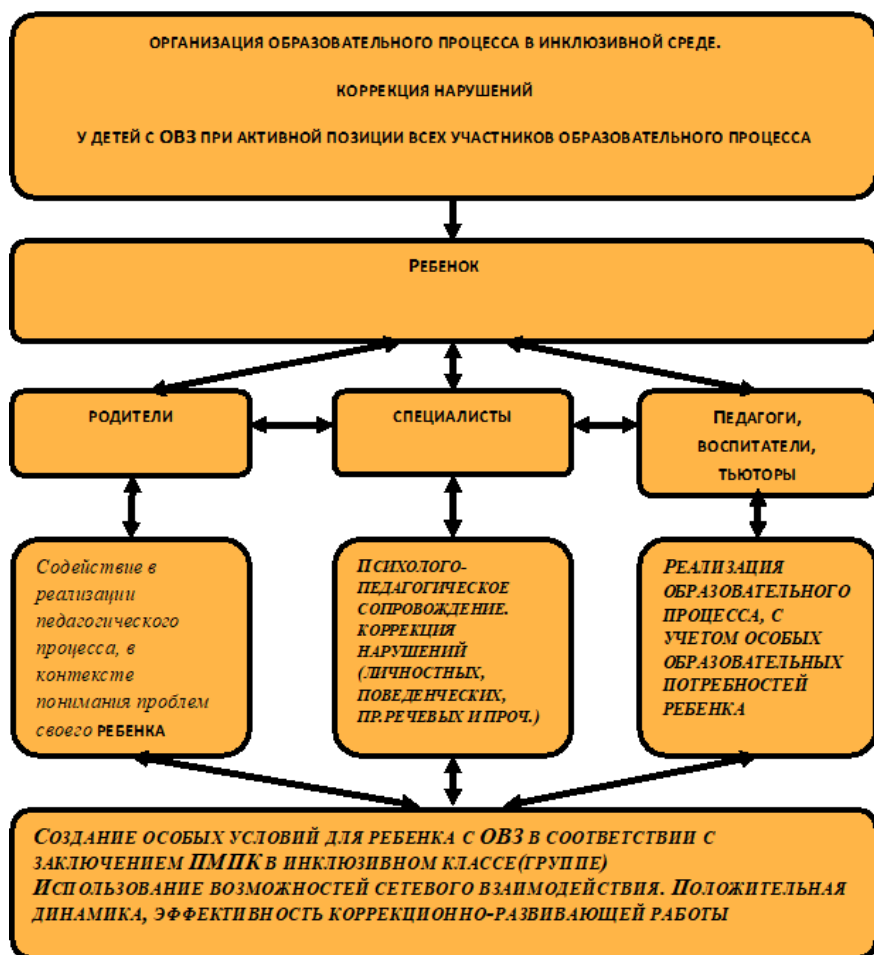 ОРГАНИЗАЦИЯ ОБРАЗОВАТЕЛЬНОГО ПРОЦЕССА В ИНКЛЮЗИВНОЙ СРЕДЕ.
КОРРЕКЦИЯ НАРУШЕНИЙ
У ДЕТЕЙ С ОВЗ ПРИ АКТИВНОЙ ПОЗИЦИИ ВСЕХ УЧАСТНИКОВ ОБРАЗОВАТЕЛЬНОГО ПРОЦЕССА
РЕБЕНОК
РОДИТЕЛИ
СПЕЦИАЛИСТЫ
ПЕДАГОГИ,
ВОСПИТАТЕЛИ,
ТЬЮТОРЫ
Содействие в
реализации
педагогического
процесса, в
контексте
понимания проблем
своего РЕБЕНКА
ПСИХОЛОГО-
ПЕДАГОГИЧЕСКОЕ
СОПРОВОЖДЕНИЕ.
КОРРЕКЦИЯ
НАРУШЕНИЙ
(ЛИЧНОСТНЫХ,
ПОВЕДЕНЧЕСКИХ,
ПР.РЕЧЕВЫХ И ПРОЧ.)
РЕАЛИЗАЦИЯ
ОБРАЗОВАТЕЛЬНОГО
ПРОЦЕССА, С
УЧЕТОМ ОСОБЫХ
ОБРАЗОВАТЕЛЬНЫХ
ПОТРЕБНОСТЕЙ
РЕБЕНКА
СОЗДАНИЕ ОСОБЫХ УСЛОВИЙ ДЛЯ РЕБЕНКА С ОВЗ В СООТВЕТСТВИИ С
ЗАКЛЮЧЕНИЕМ ПМПК В ИНКЛЮЗИВНОМ КЛАССЕ(ГРУППЕ)
ИСПОЛЬЗОВАНИЕ ВОЗМОЖНОСТЕЙ СЕТЕВОГО ВЗАИМОДЕЙСТВИЯ. ПОЛОЖИТЕЛЬНАЯ
ДИНАМИКА, ЭФФЕКТИВНОСТЬ КОРРЕКЦИОННО-РАЗВИВАЮЩЕЙ РАБОТЫ